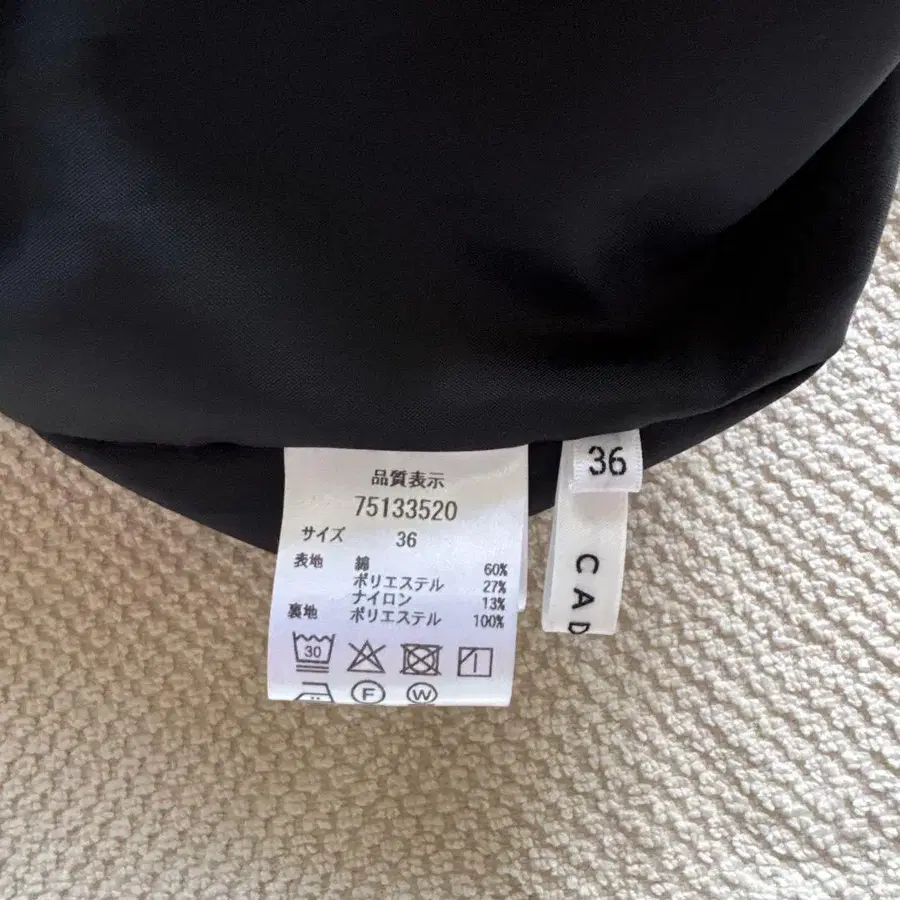 品質表示
75133520
サイズ 36
表地 綿 60%
ポリエステル 27%
ナイロン 13%
裏地 ポリエステル 100%
30
F W
36
CAD